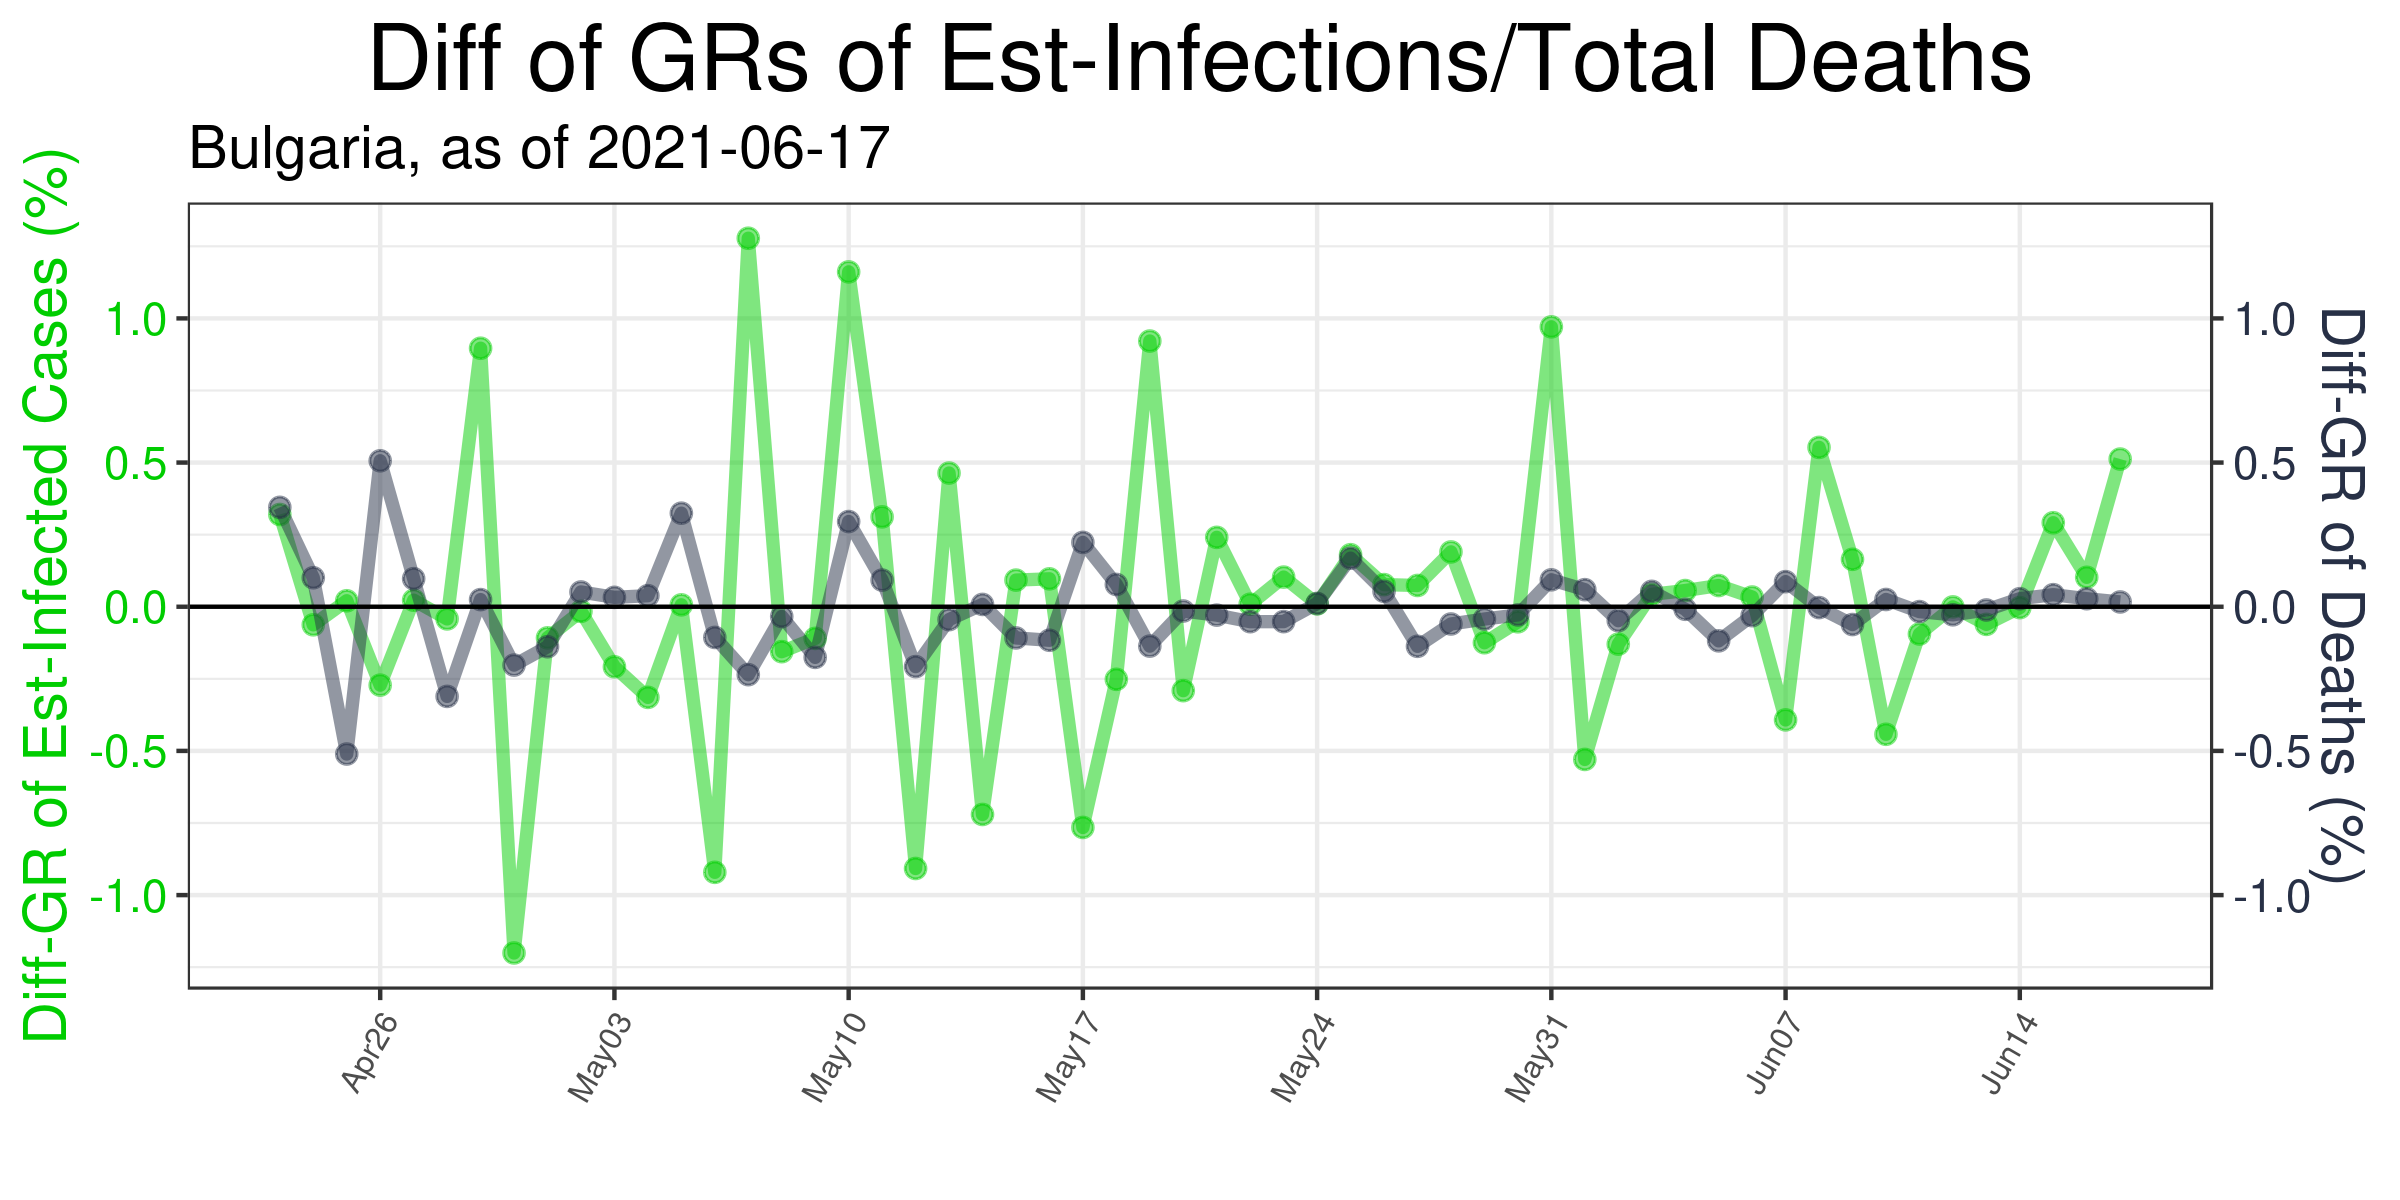 Diff of GRs of Est-Infections/Total Deaths
Bulgaria, as of 2021-06-17
Diff-GR of Est-Infected Cases (%)
1.0
0.5
0.0
-0.5
-1.0
1.0
0.5
0.0
-0.5
-1.0
Diff-GR of Deaths (%)
Apr26
May03
May10
May17
May24
May31
Jun07
Jun14